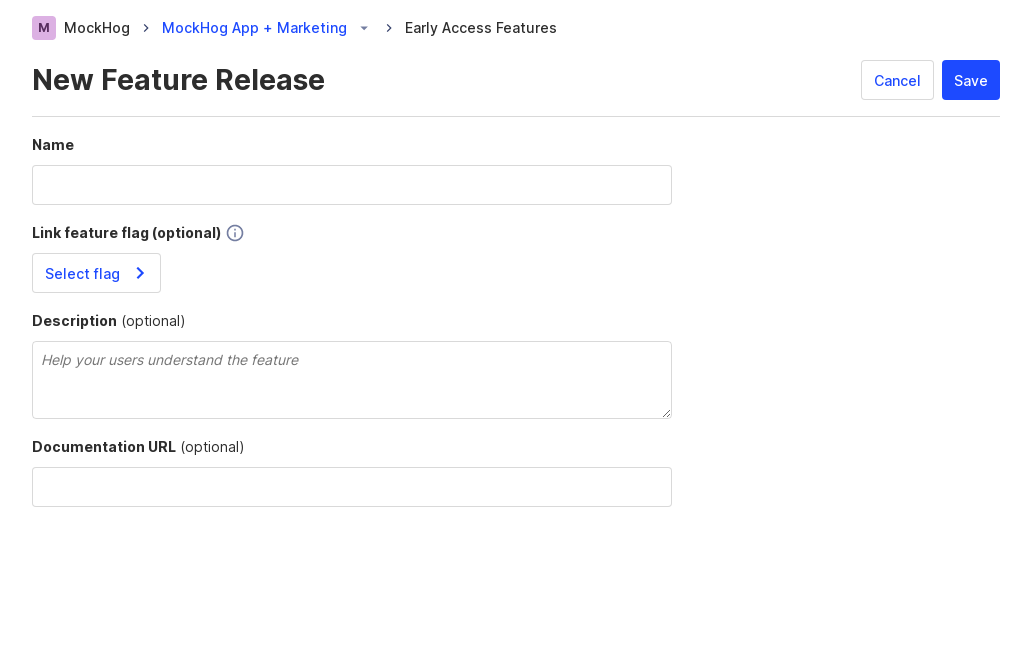 M MockHog MockHog App + Marketing Early Access Features
New Feature Release Cancel Save
Name
Link feature flag (optional)
Select flag
Description (optional)
Help your users understand the feature
Documentation URL (optional)